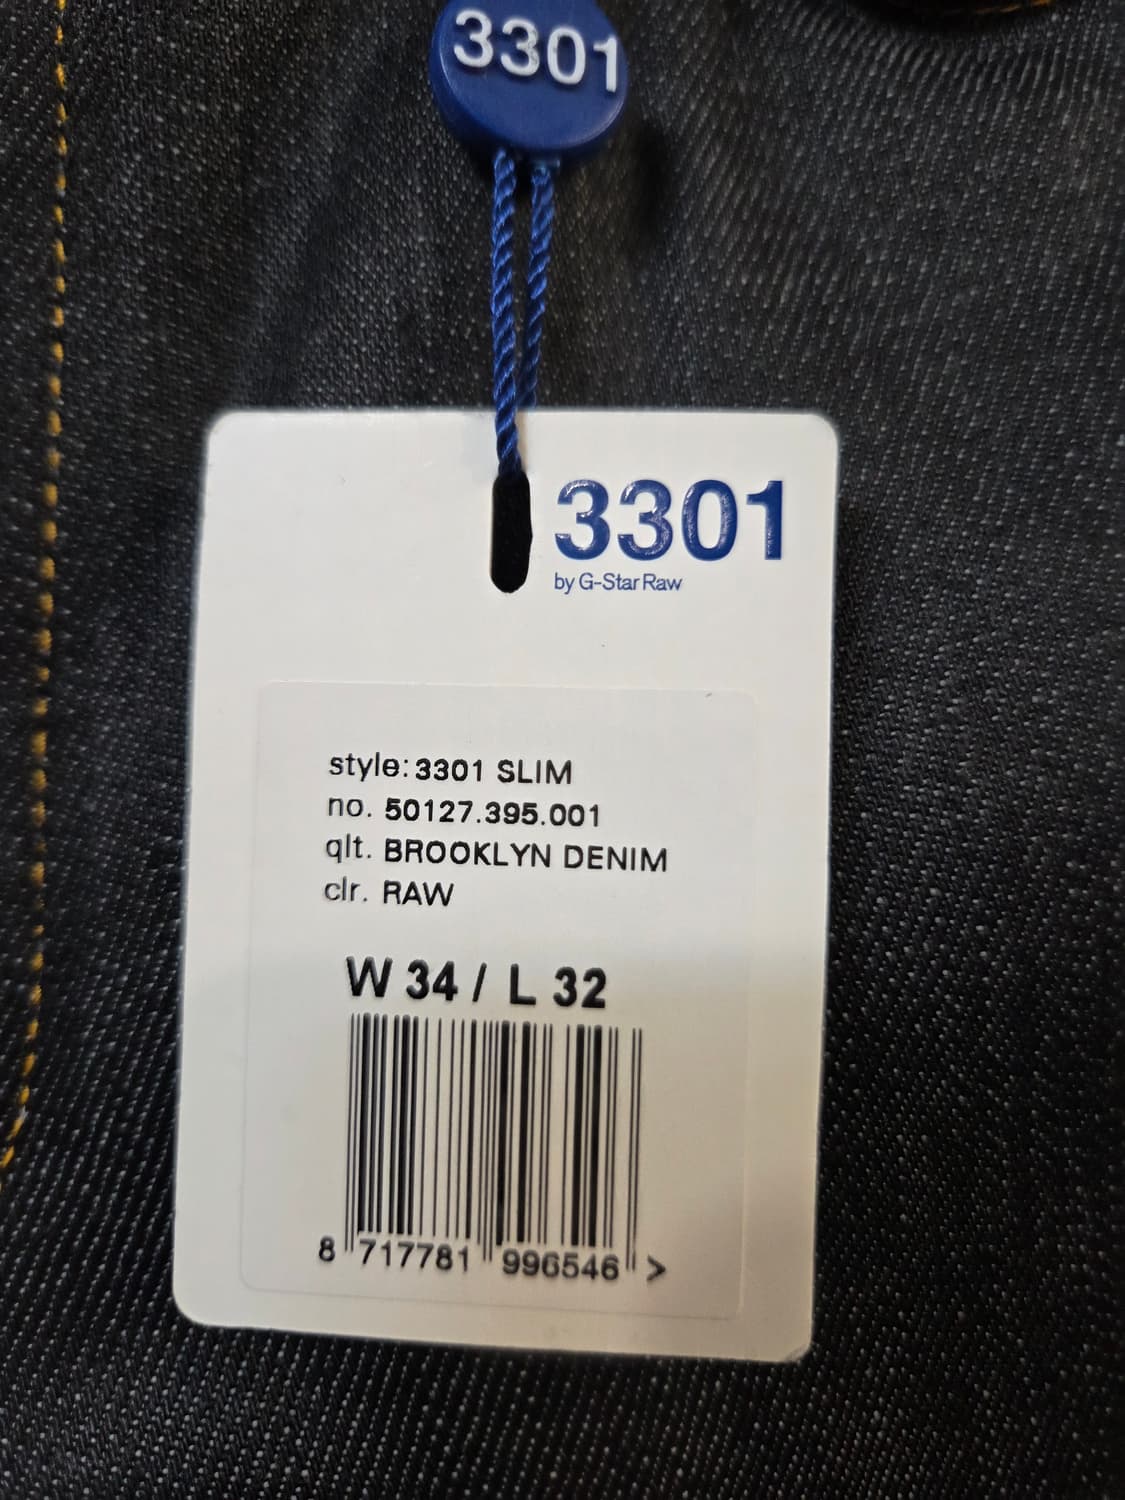 3301
3301
by G-Star Raw
style: 3301 SLIM
no. 50127.395.001
qlt. BROOKLYN DENIM
clr. RAW
W 34 / L 32
8 717781 996546 >